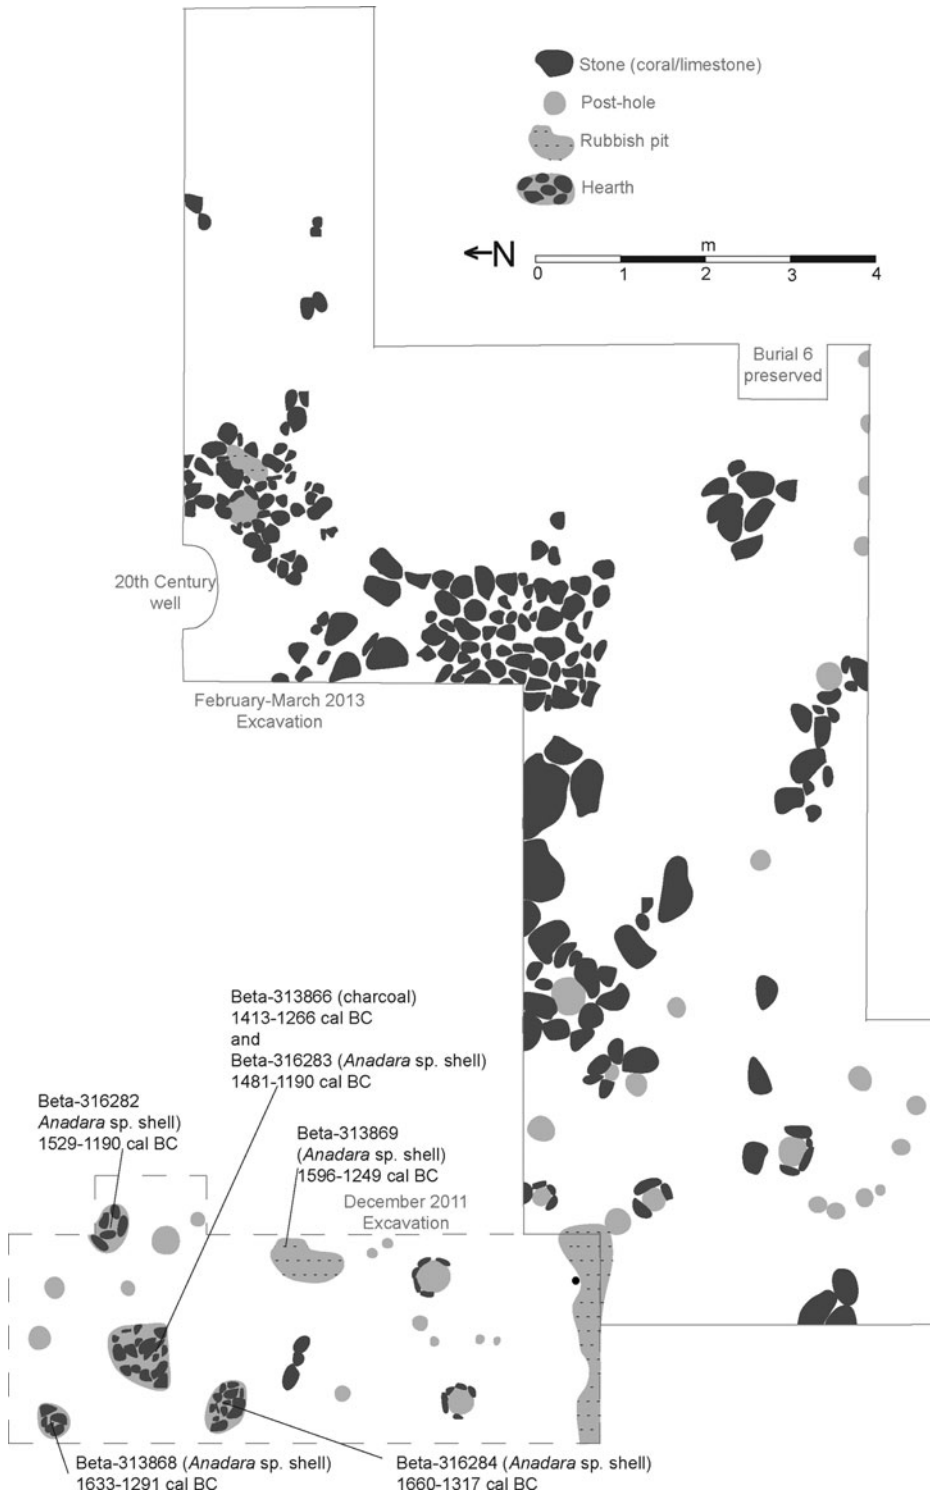 Stone (coral/limestone)
Post-hole
Rubbish pit
Hearth
N
m
0 1 2 3 4
Burial 6
preserved
20th Century
well
February-March 2013
Excavation
Beta-313866 (charcoal)
1413-1266 cal BC
and
Beta-316283 (Anadara sp. shell)
1481-1190 cal BC
Beta-316282
Anadara sp. shell)
1529-1190 cal BC
Beta-313869
(Anadara sp. shell)
1596-1249 cal BC
December 2011
Excavation
Beta-313868 (Anadara sp. shell)
1633-1291 cal BC
Beta-316284 (Anadara sp. shell)
1660-1317 cal BC